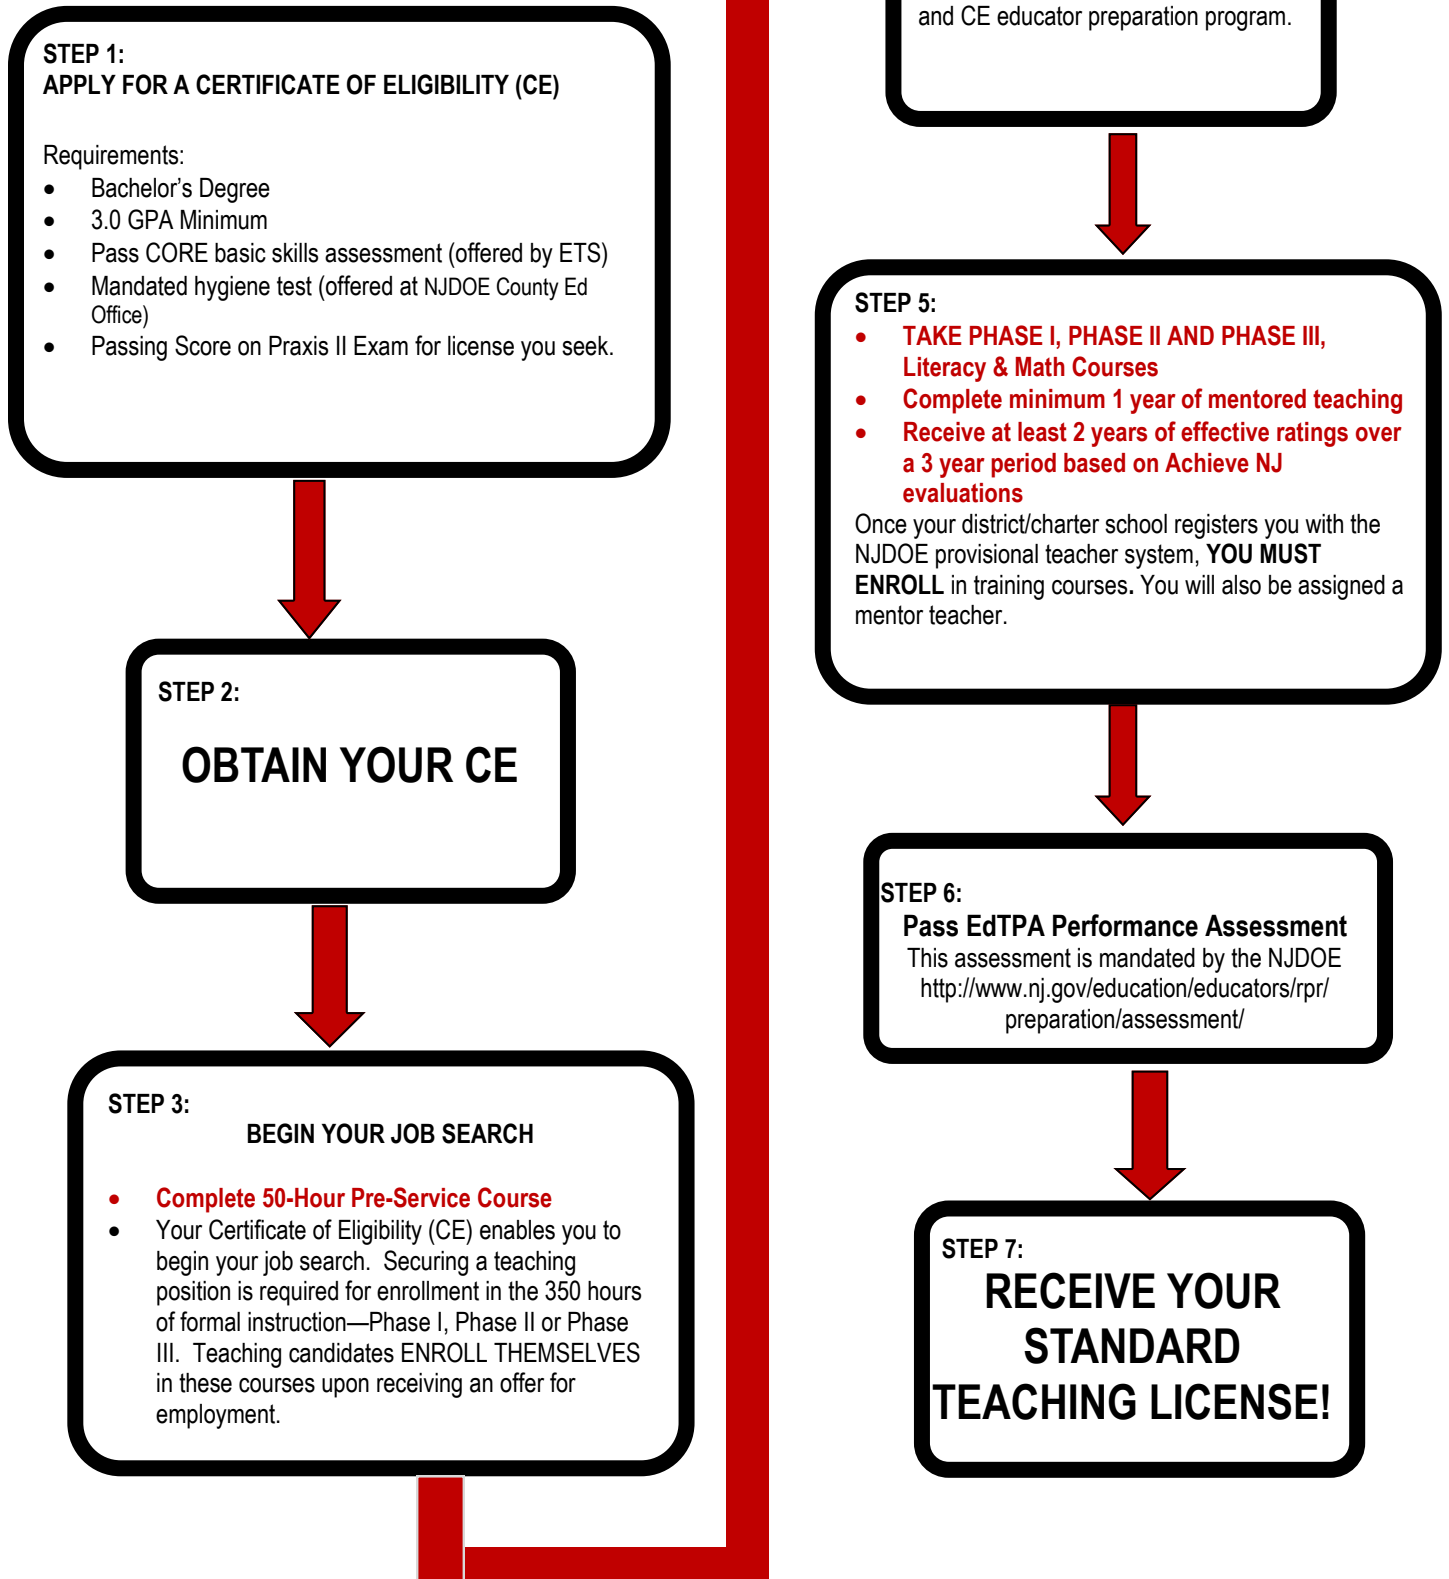 STEP 1:
APPLY FOR A CERTIFICATE OF ELIGIBILITY (CE)
Requirements:
• Bachelor’s Degree
• 3.0 GPA Minimum
• Pass CORE basic skills assessment (offered by ETS)
• Mandated hygiene test (offered at NJDOE County Ed
Office)
• Passing Score on Praxis II Exam for license you seek.
STEP 2:
OBTAIN YOUR CE
STEP 3:
BEGIN YOUR JOB SEARCH
• Complete 50-Hour Pre-Service Course
• Your Certificate of Eligibility (CE) enables you to
begin your job search. Securing a teaching
position is required for enrollment in the 350 hours
of formal instruction—Phase I, Phase II or Phase
III. Teaching candidates ENROLL THEMSELVES
in these courses upon receiving an offer for
employment.
and CE educator preparation program.
STEP 5:
• TAKE PHASE I, PHASE II AND PHASE III,
Literacy & Math Courses
• Complete minimum 1 year of mentored teaching
• Receive at least 2 years of effective ratings over
a 3 year period based on Achieve NJ
evaluations
Once your district/charter school registers you with the
NJDOE provisional teacher system, YOU MUST
ENROLL in training courses. You will also be assigned a
mentor teacher.
STEP 6:
Pass EdTPA Performance Assessment
This assessment is mandated by the NJDOE
http://www.nj.gov/education/educators/rpr/
preparation/assessment/
STEP 7:
RECEIVE YOUR
STANDARD
TEACHING LICENSE!